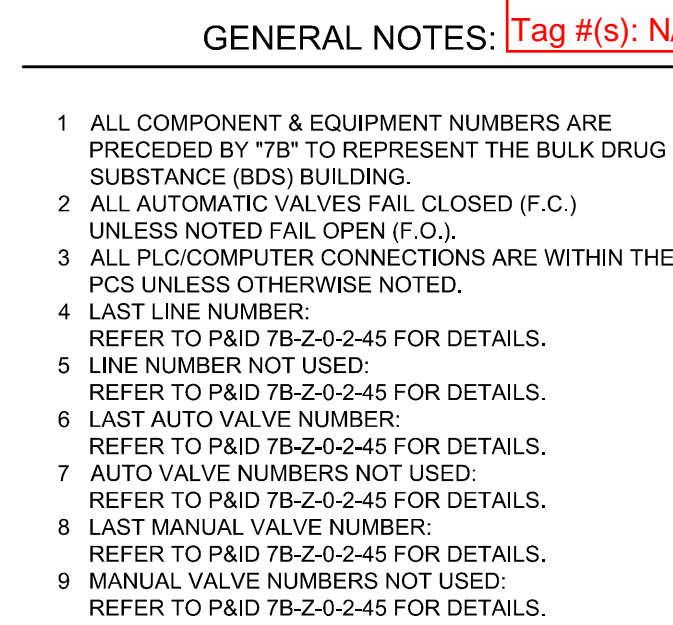 GENERAL NOTES: Tag #(s):
1 ALL COMPONENT & EQUIPMENT NUMBERS ARE
PRECEDED BY "7B" TO REPRESENT THE BULK DRUG
SUBSTANCE (BDS) BUILDING.
2 ALL AUTOMATIC VALVES FAIL CLOSED (F.C.)
UNLESS NOTED FAIL OPEN (F.O.).
3 ALL PLC/COMPUTER CONNECTIONS ARE WITHIN THE
PCS UNLESS OTHERWISE NOTED.
4 LAST LINE NUMBER:
REFER TO P&ID 7B-Z-0-2-45 FOR DETAILS.
5 LINE NUMBER NOT USED:
REFER TO P&ID 7B-Z-0-2-45 FOR DETAILS.
6 LAST AUTO VALVE NUMBER:
REFER TO P&ID 7B-Z-0-2-45 FOR DETAILS.
7 AUTO VALVE NUMBERS NOT USED:
REFER TO P&ID 7B-Z-0-2-45 FOR DETAILS.
8 LAST MANUAL VALVE NUMBER:
REFER TO P&ID 7B-Z-0-2-45 FOR DETAILS.
9 MANUAL VALVE NUMBERS NOT USED:
REFER TO P&ID 7B-Z-0-2-45 FOR DETAILS.